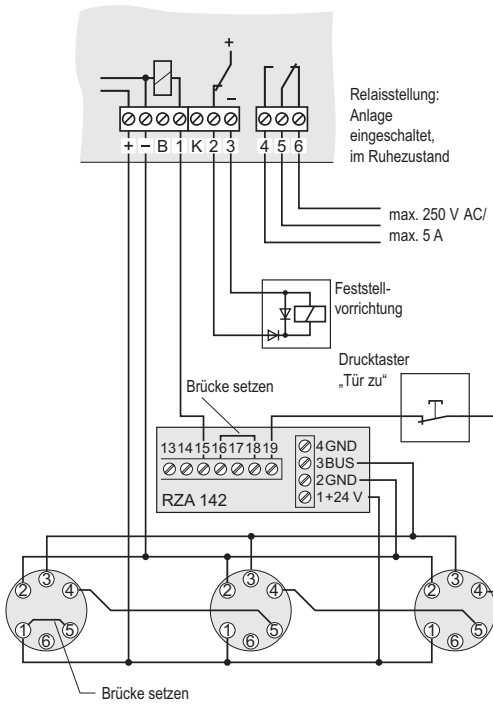 +
–
+ – B 1 K 2 3 4 5 6
Relaisstellung:
Anlage
eingeschaltet,
im Ruhezustand
max. 250 V AC/
max. 5 A
Feststell-
vorrichtung
Drucktaster
„Tür zu“
Brücke setzen
13 14 15 16 17 18 19
4 GND
3 BUS
2 GND
1 +24 V
RZA 142
3 3 3
2 4 2 4 2 4
1 5 1 5 1 5
6 6 6
Brücke setzen